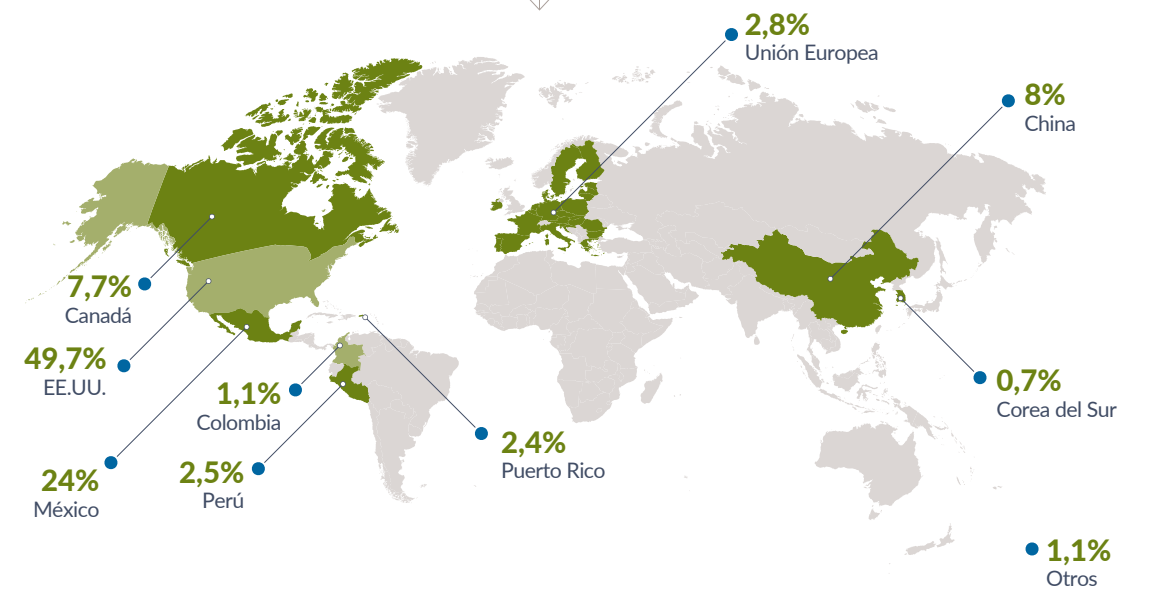 2,8%
Unión Europea
8%
China
7,7%
Canadá
49,7%
EE.UU.
1,1%
Colombia
0,7%
Corea del Sur
2,4%
Puerto Rico
2,5%
Perú
24%
México
1,1%
Otros